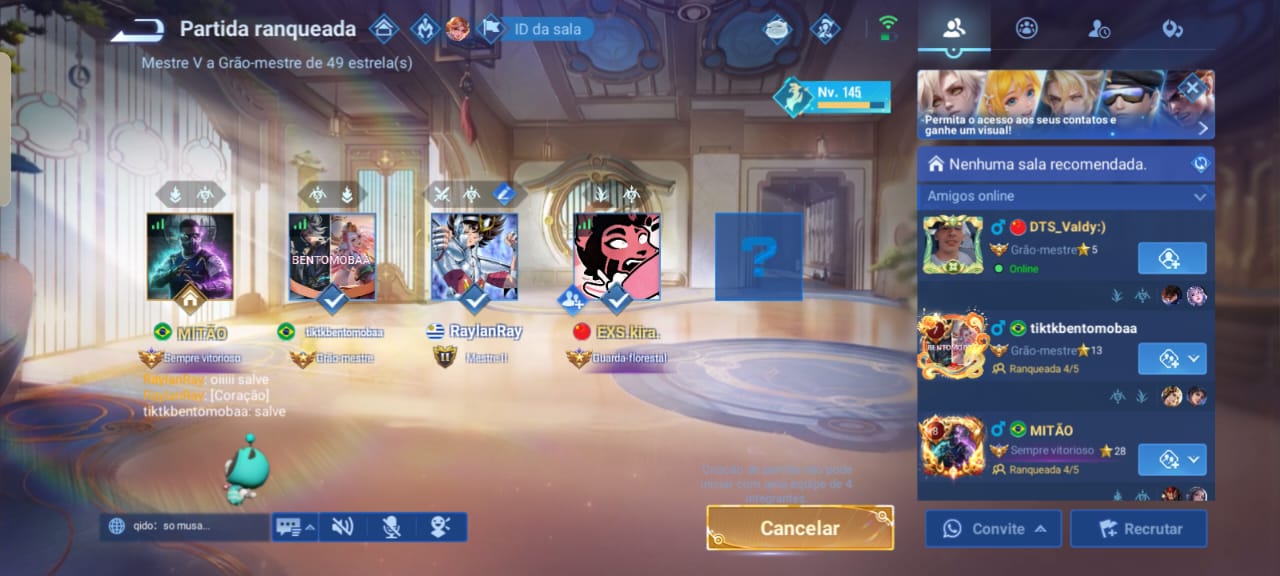 Partida ranqueada
ID da sala
Mestre V a Grão-mestre de 49 estrela(s)
Nv. 145
Permita o acesso aos seus contatos e
ganhe um visual!
Nenhuma sala recomendada.
Amigos online
DTS_Valdy:)
Grão-mestre 5
Online
tiktkbentomobaa
Grão-mestre 13
Ranqueada 4/5
MITÃO
Sempre vitorioso 28
Ranqueada 4/5
BENTOMOBAA
?
MITÃO
tiktkbentomobaa
RaylanRay
EXS.kira.
Sempre vitorioso
Grão-mestre
II
Mestre II
Guarda-florestal
RaylanRay: oiiiii salve
RaylanRay: [Coração]
tiktkbentomobaa: salve
integrantes.
qido: so musa...
Cancelar
Convite
Recrutar